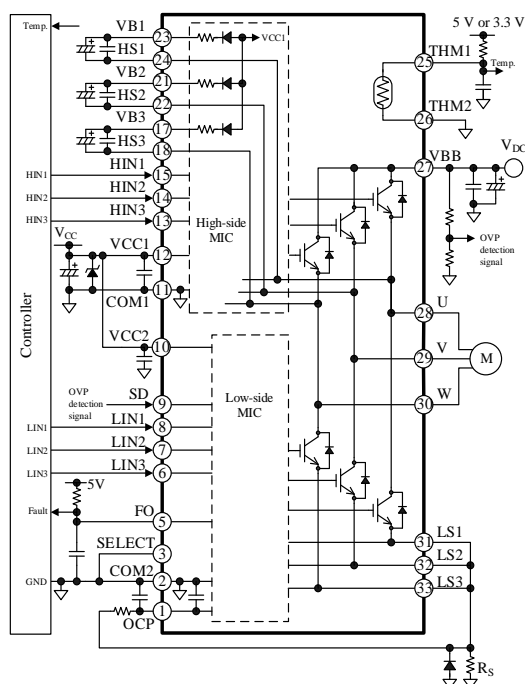 Temp.
VB1
23
HS1
24
VB2
21
HS2
22
VB3
17
HS3
18
VCC1
HIN1 HIN1
15
HIN2 HIN2
14
HIN3 HIN3
13
High-side
MIC
VCC
VCC1
12
COM1
11
VCC2
10
Controller
OVP
detection
signal
SD
9
LIN1 LIN1
8
LIN2 LIN2
7
LIN3 LIN3
6
Low-side
MIC
5V
Fault
FO
5
SELECT
3
GND
COM2
2
1
OCP
5 V or 3.3 V
THM1
25
Temp.
THM2
26
VBB
27
VDC
OVP
detection
signal
U
28
V
29
M
W
30
LS1
31
LS2
32
LS3
33
RS